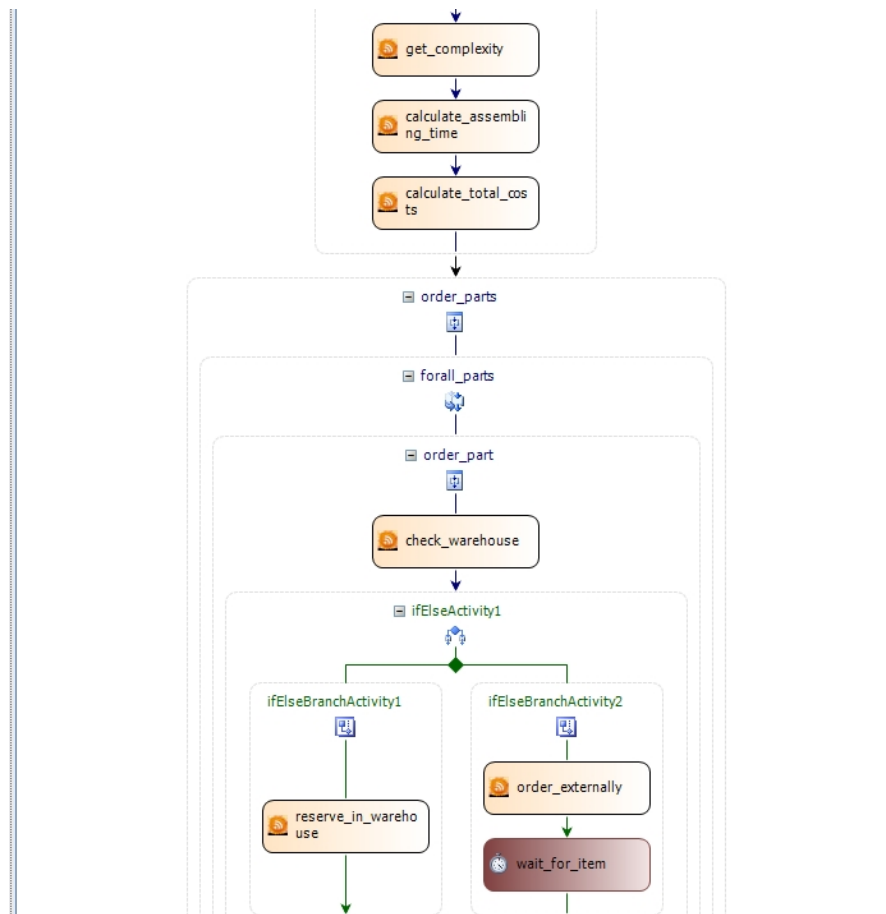 get_complexity
calculate_assembli
ng_time
calculate_total_cos
ts
order_parts
forall_parts
order_part
check_warehouse
ifElseActivity1
ifElseBranchActivity1
ifElseBranchActivity2
order_externally
reserve_in_wareho
use
wait_for_item